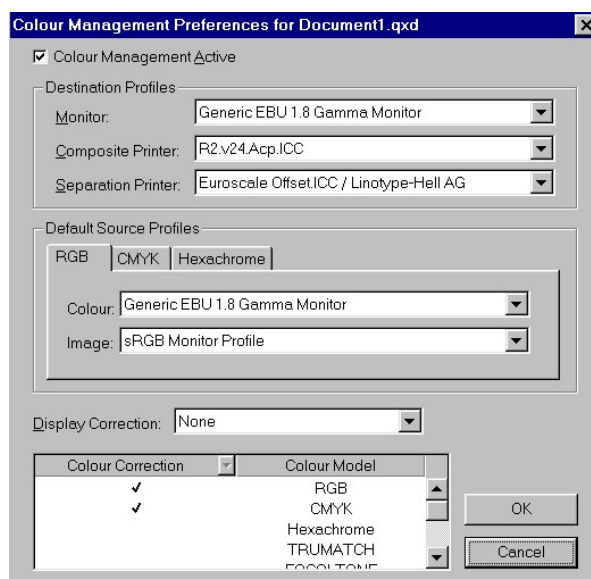 Colour Management Preferences for Document1.qxd
Colour Management Active
Destination Profiles
Monitor: Generic EBU 1.8 Gamma Monitor
Composite Printer: R2.v24.Acp.ICC
Separation Printer: Euroscale Offset.ICC / Linotype-Hell AG
Default Source Profiles
RGB CMYK Hexachrome
Colour: Generic EBU 1.8 Gamma Monitor
Image: sRGB Monitor Profile
Display Correction: None
Colour Correction Colour Model
RGB
CMYK
Hexachrome
TRUMATCH
FOCOLTONE
OK
Cancel